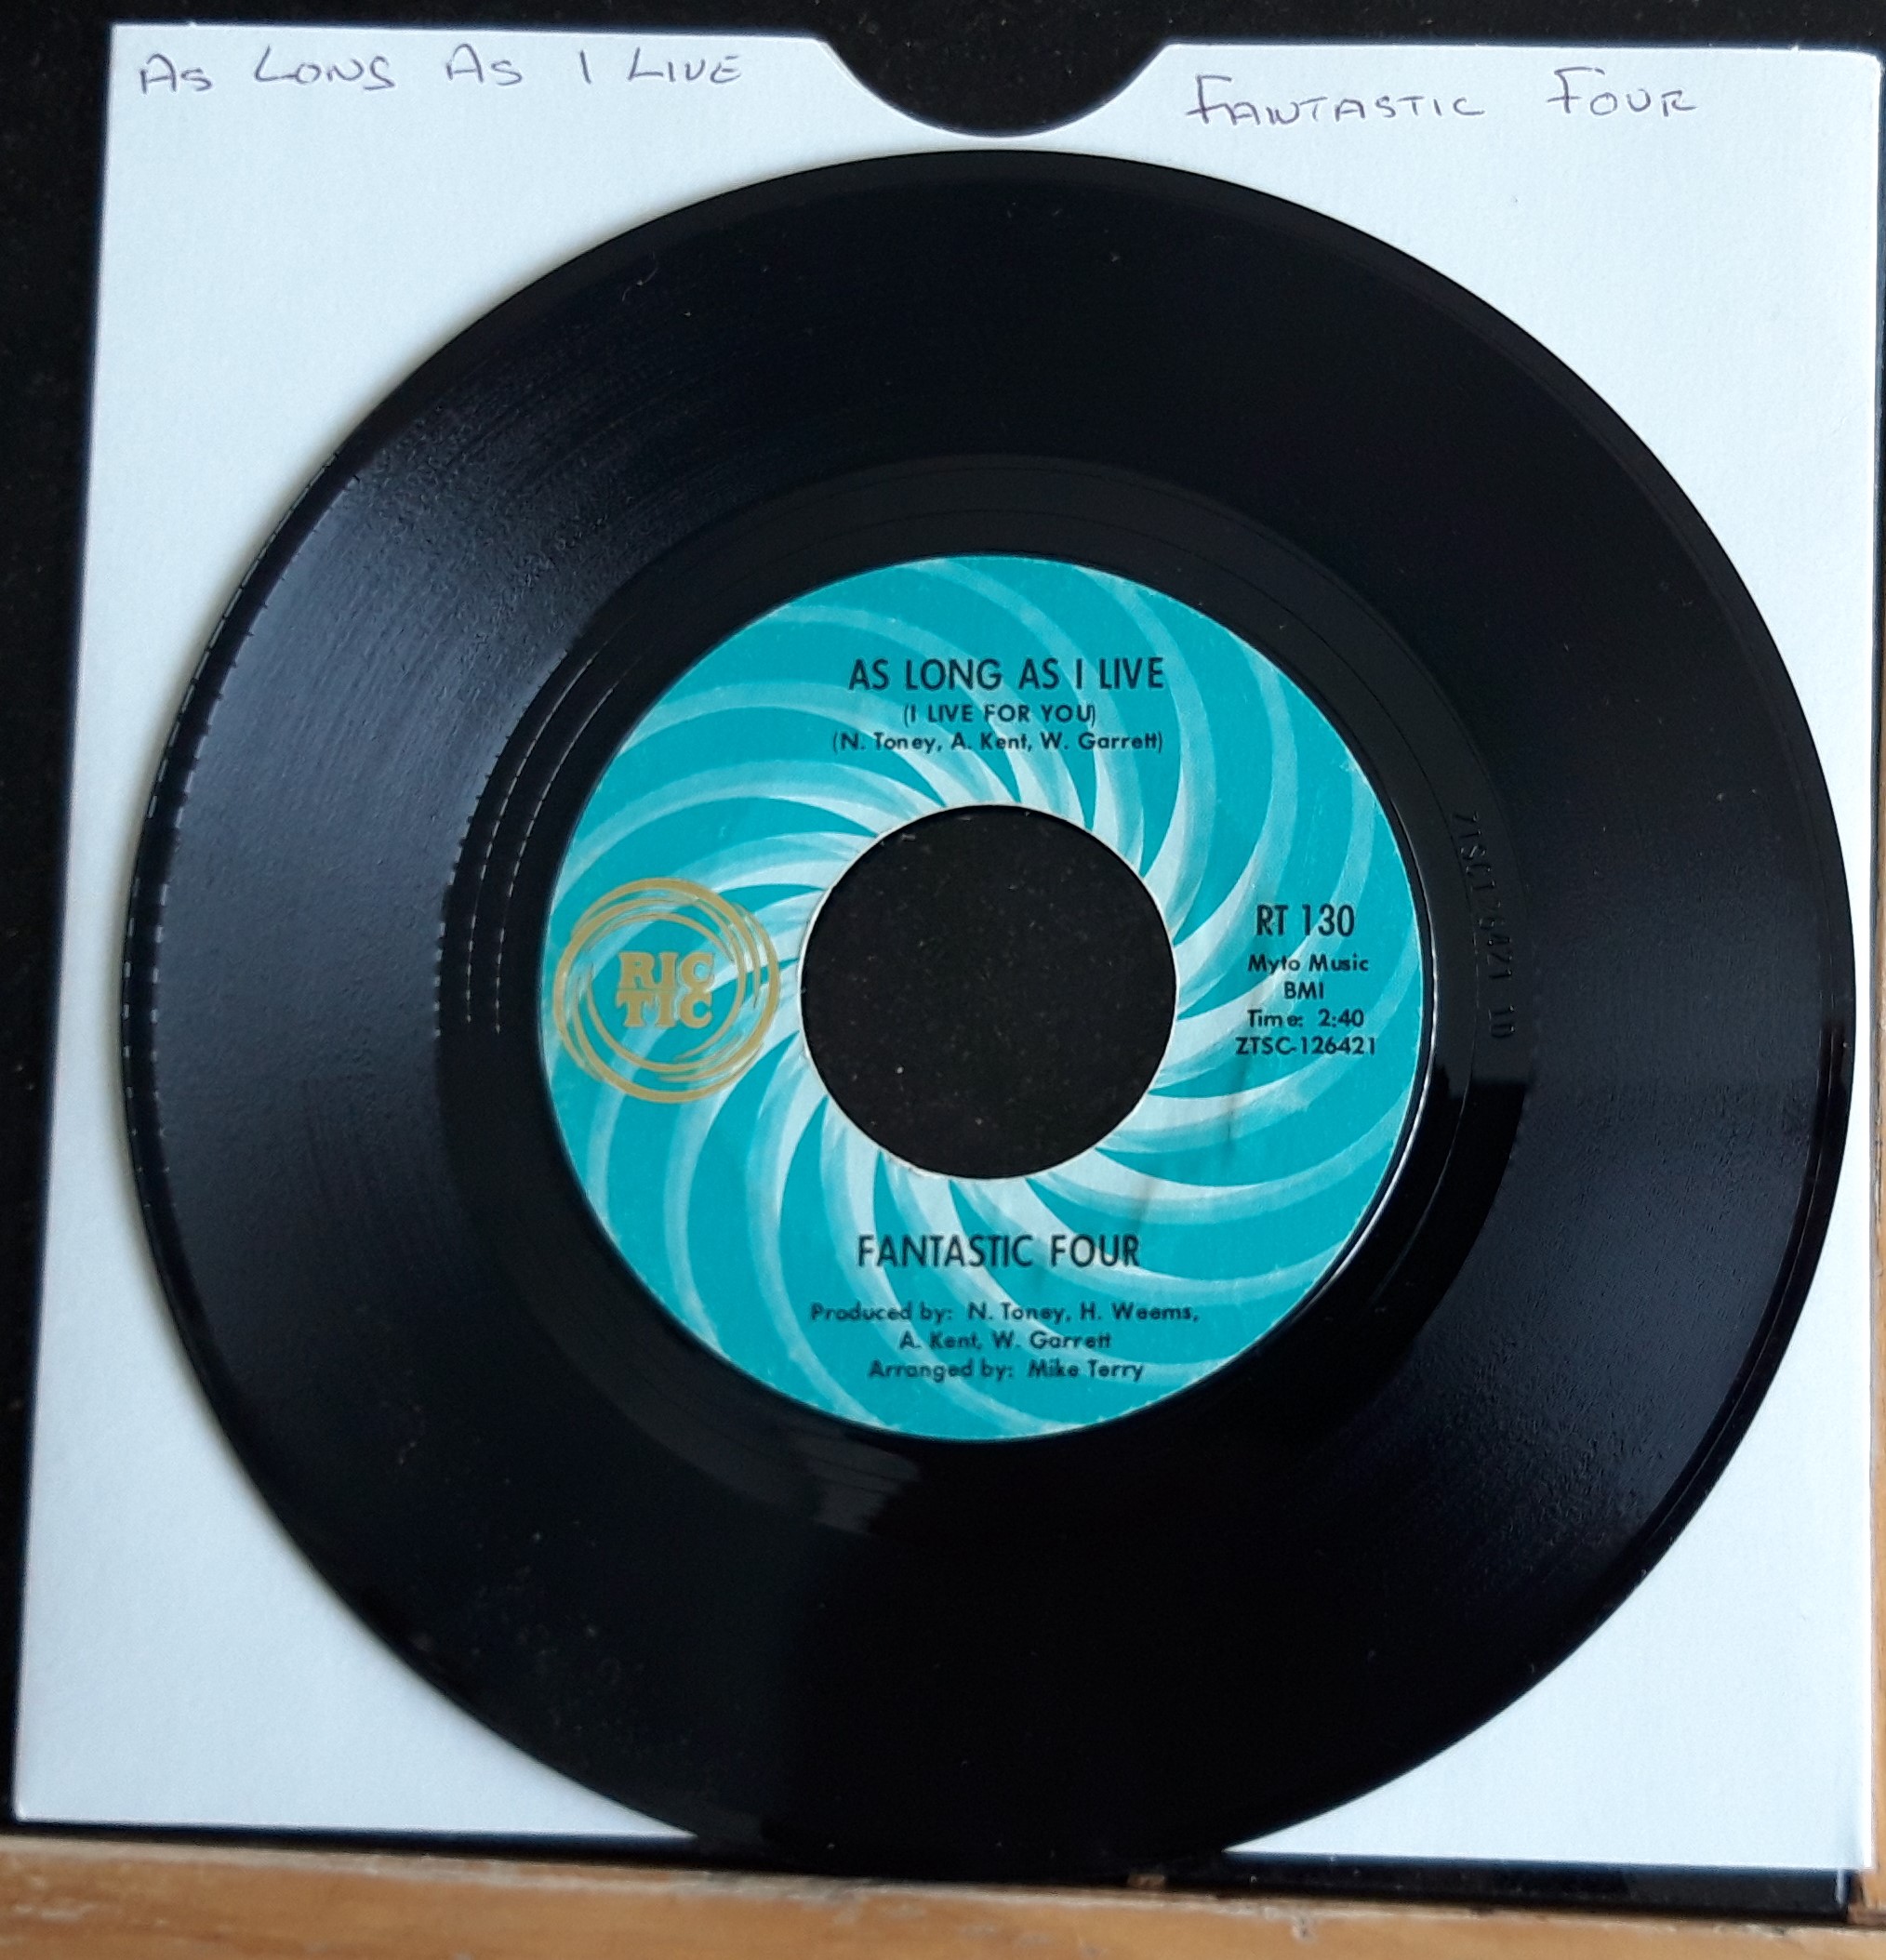 As Long As I Live
Fantastic Four
AS LONG AS I LIVE
(I LIVE FOR YOU)
(N. Toney, A. Kent, W. Garrett)
RIC
TIC
RT 130
Myto Music
BMI
Time: 2:40
ZTSC-126421
FANTASTIC FOUR
Produced by: N. Toney, H. Weems,
A. Kent, W. Garrett
Arranged by: Mike Terry